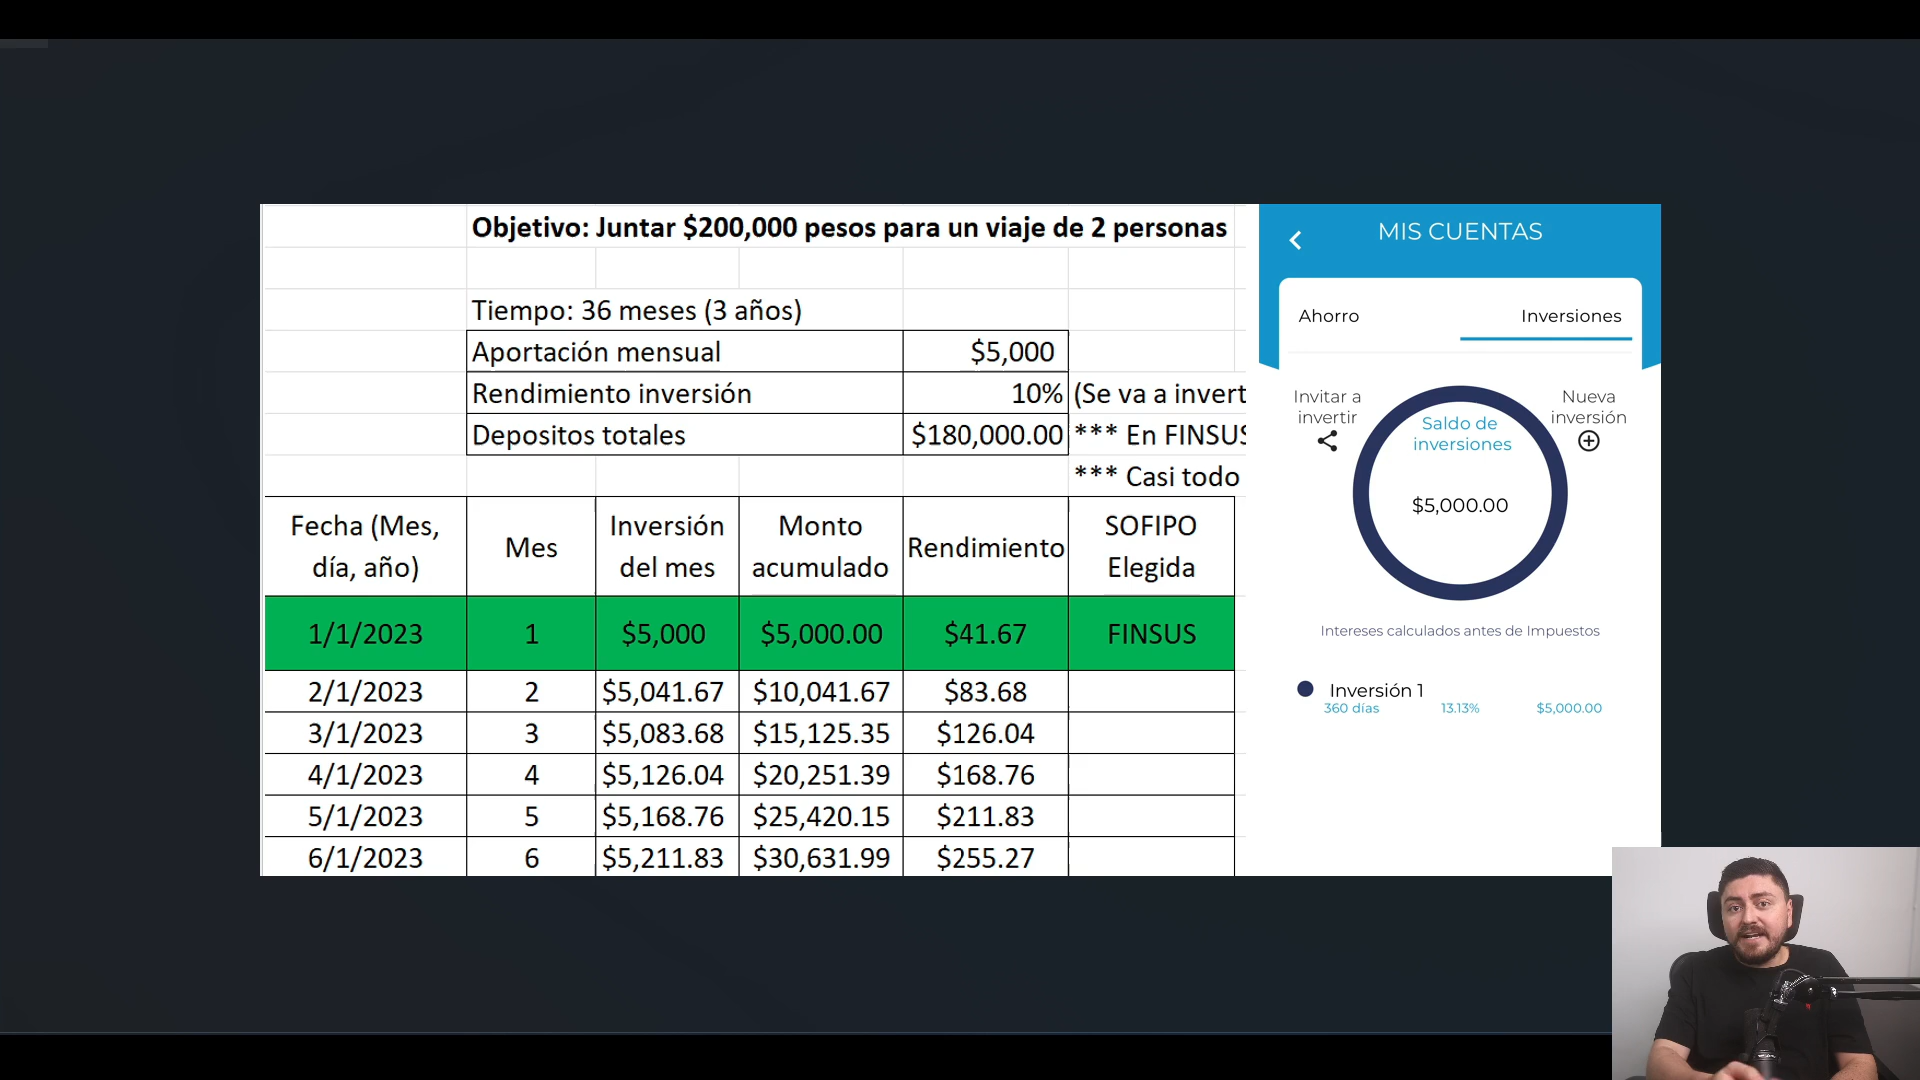 Objetivo: Juntar $200,000 pesos para un viaje de 2 personas
Tiempo: 36 meses (3 años)
Aportación mensual $5,000
Rendimiento inversión 10% (Se va a invert
Depositos totales $180,000.00 *** En FINSUS
*** Casi todo
Fecha (Mes, día, año) Mes Inversión del mes Monto acumulado Rendimiento SOFIPO Elegida
1/1/2023 1 $5,000 $5,000.00 $41.67 FINSUS
2/1/2023 2 $5,041.67 $10,041.67 $83.68
3/1/2023 3 $5,083.68 $15,125.35 $126.04
4/1/2023 4 $5,126.04 $20,251.39 $168.76
5/1/2023 5 $5,168.76 $25,420.15 $211.83
6/1/2023 6 $5,211.83 $30,631.99 $255.27
MIS CUENTAS
Ahorro Inversiones
Invitar a
invertir
Saldo de
inversiones
$5,000.00
Nueva
inversión
Intereses calculados antes de Impuestos
Inversión 1
360 días 13.13% $5,000.00